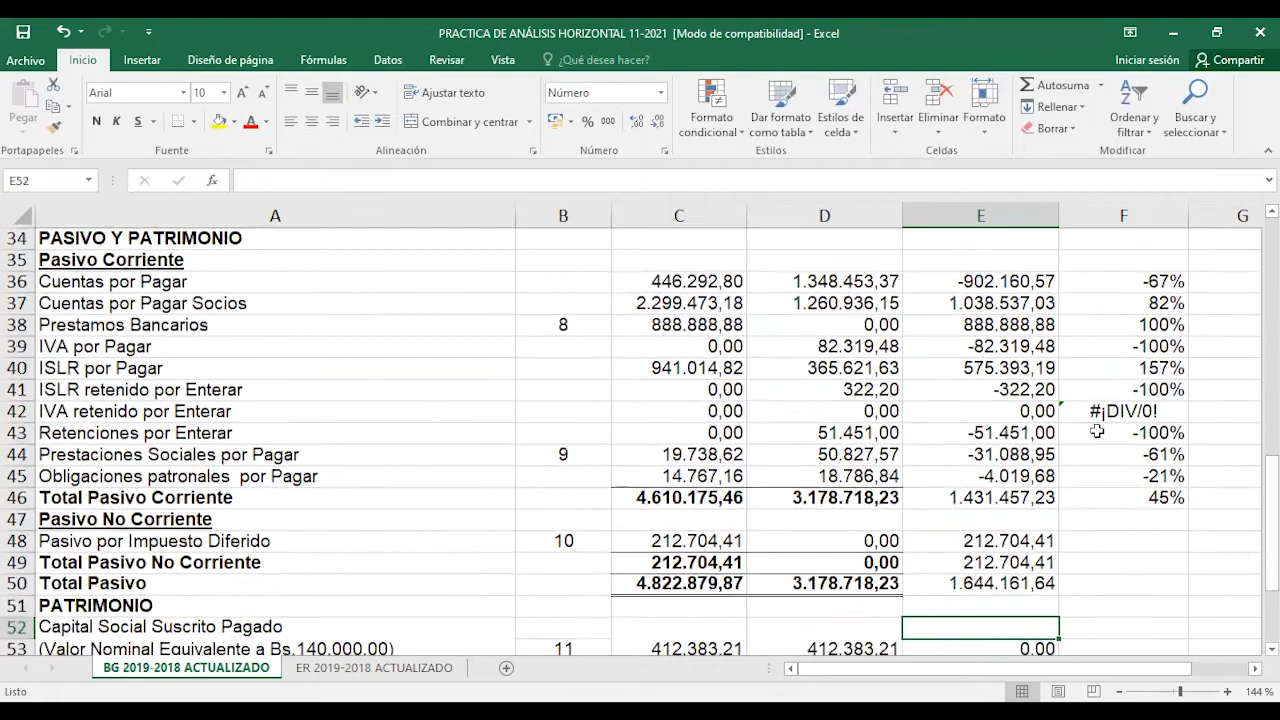 PRACTICA DE ANÁLISIS HORIZONTAL 11-2021 [Modo de compatibilidad] - Excel
Archivo Inicio Insertar Diseño de página Fórmulas Datos Revisar Vista ¿Qué desea hacer? Iniciar sesión Compartir
Pegar Arial 10 Ajustar texto Número Formato condicional Dar formato como tabla Estilos de celda Insertar Eliminar Formato Autosuma Rellenar Borrar Ordenar y filtrar Buscar y seleccionar
N K S Combinar y centrar % 000
Portapapeles Fuente Alineación Número Estilos Celdas Modificar
E52 fx
A B C D E F G
34 PASIVO Y PATRIMONIO
35 Pasivo Corriente
36 Cuentas por Pagar 446.292,80 1.348.453,37 -902.160,57 -67%
37 Cuentas por Pagar Socios 2.299.473,18 1.260.936,15 1.038.537,03 82%
38 Prestamos Bancarios 8 888.888,88 0,00 888.888,88 100%
39 IVA por Pagar 0,00 82.319,48 -82.319,48 -100%
40 ISLR por Pagar 941.014,82 365.621,63 575.393,19 157%
41 ISLR retenido por Enterar 0,00 322,20 -322,20 -100%
42 IVA retenido por Enterar 0,00 0,00 0,00 #¡DIV/0!
43 Retenciones por Enterar 0,00 51.451,00 -51.451,00 -100%
44 Prestaciones Sociales por Pagar 9 19.738,62 50.827,57 -31.088,95 -61%
45 Obligaciones patronales por Pagar 14.767,16 18.786,84 -4.019,68 -21%
46 Total Pasivo Corriente 4.610.175,46 3.178.718,23 1.431.457,23 45%
47 Pasivo No Corriente
48 Pasivo por Impuesto Diferido 10 212.704,41 0,00 212.704,41
49 Total Pasivo No Corriente 212.704,41 0,00 212.704,41
50 Total Pasivo 4.822.879,87 3.178.718,23 1.644.161,64
51 PATRIMONIO
52 Capital Social Suscrito Pagado
53 (Valor Nominal Equivalente a Bs.140.000.00) 11 412.383.21 412.383.21 0.00
BG 2019-2018 ACTUALIZADO ER 2019-2018 ACTUALIZADO
Listo 144 %